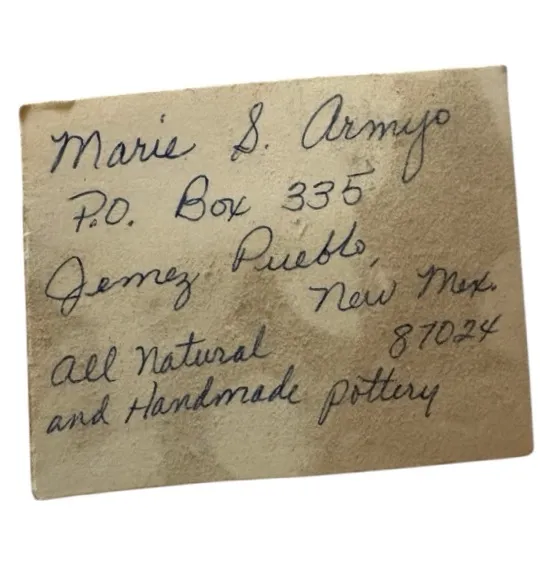 Marie S. Armijo
P.O. Box 335
Jemez Pueblo,
New Mex.
87024
All Natural
and Handmade pottery